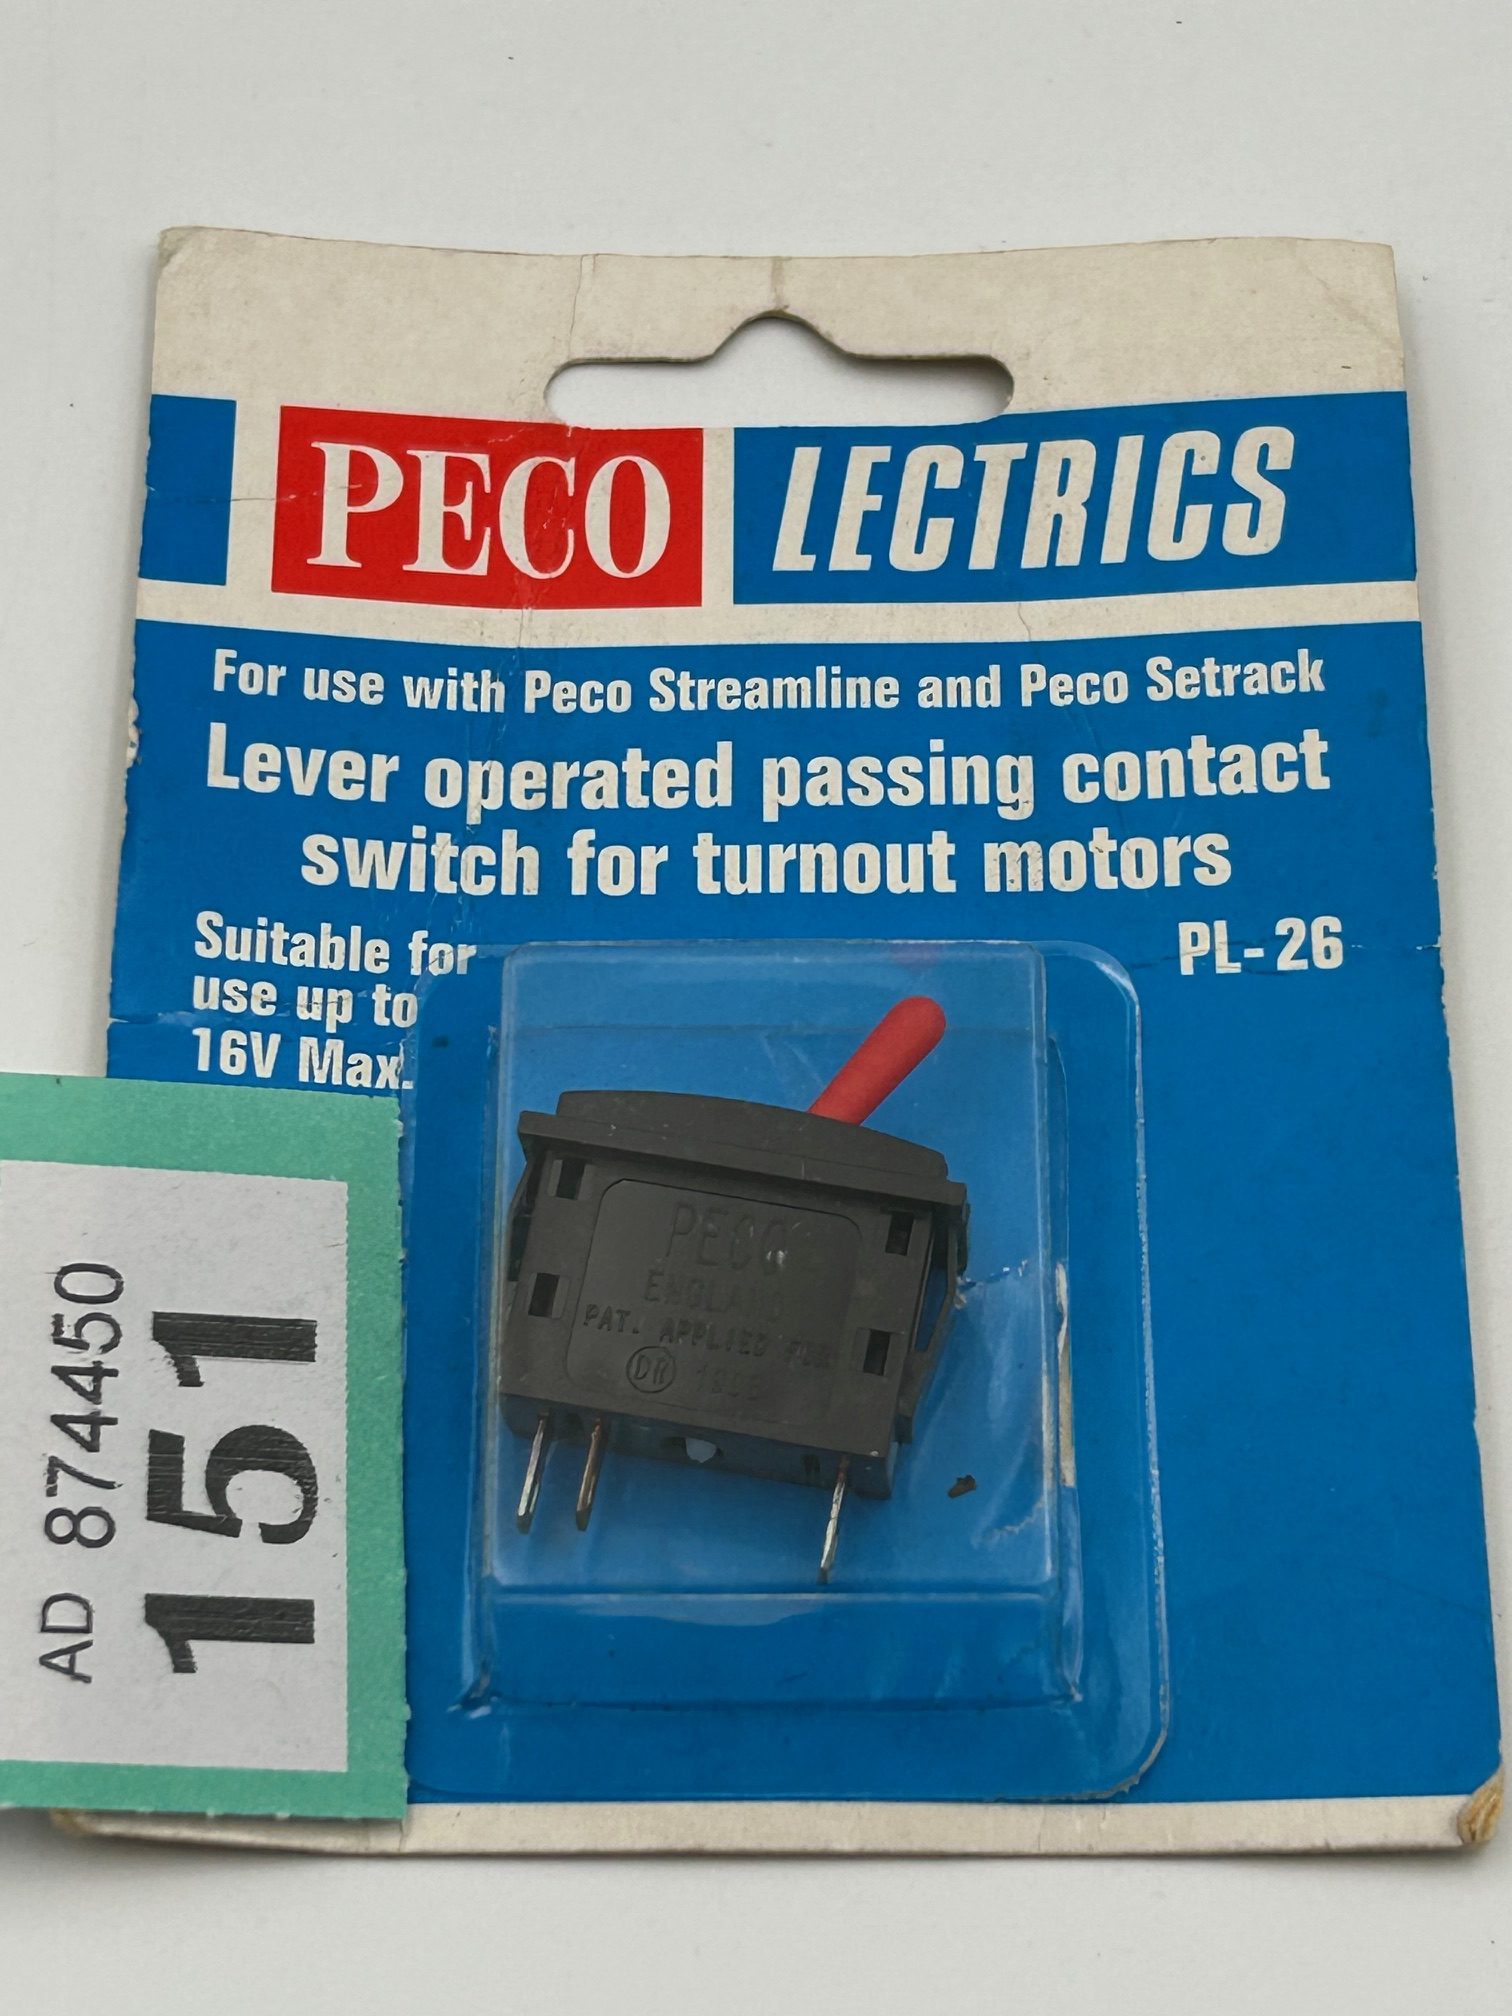 PECO LECTRICS
For use with Peco Streamline and Peco Setrack
Lever operated passing contact
switch for turnout motors
Suitable for
use up to
16V Max.
PL-26
PECO
ENGLAND
PAT. APPLIED FOR
DR
AD 874450
151